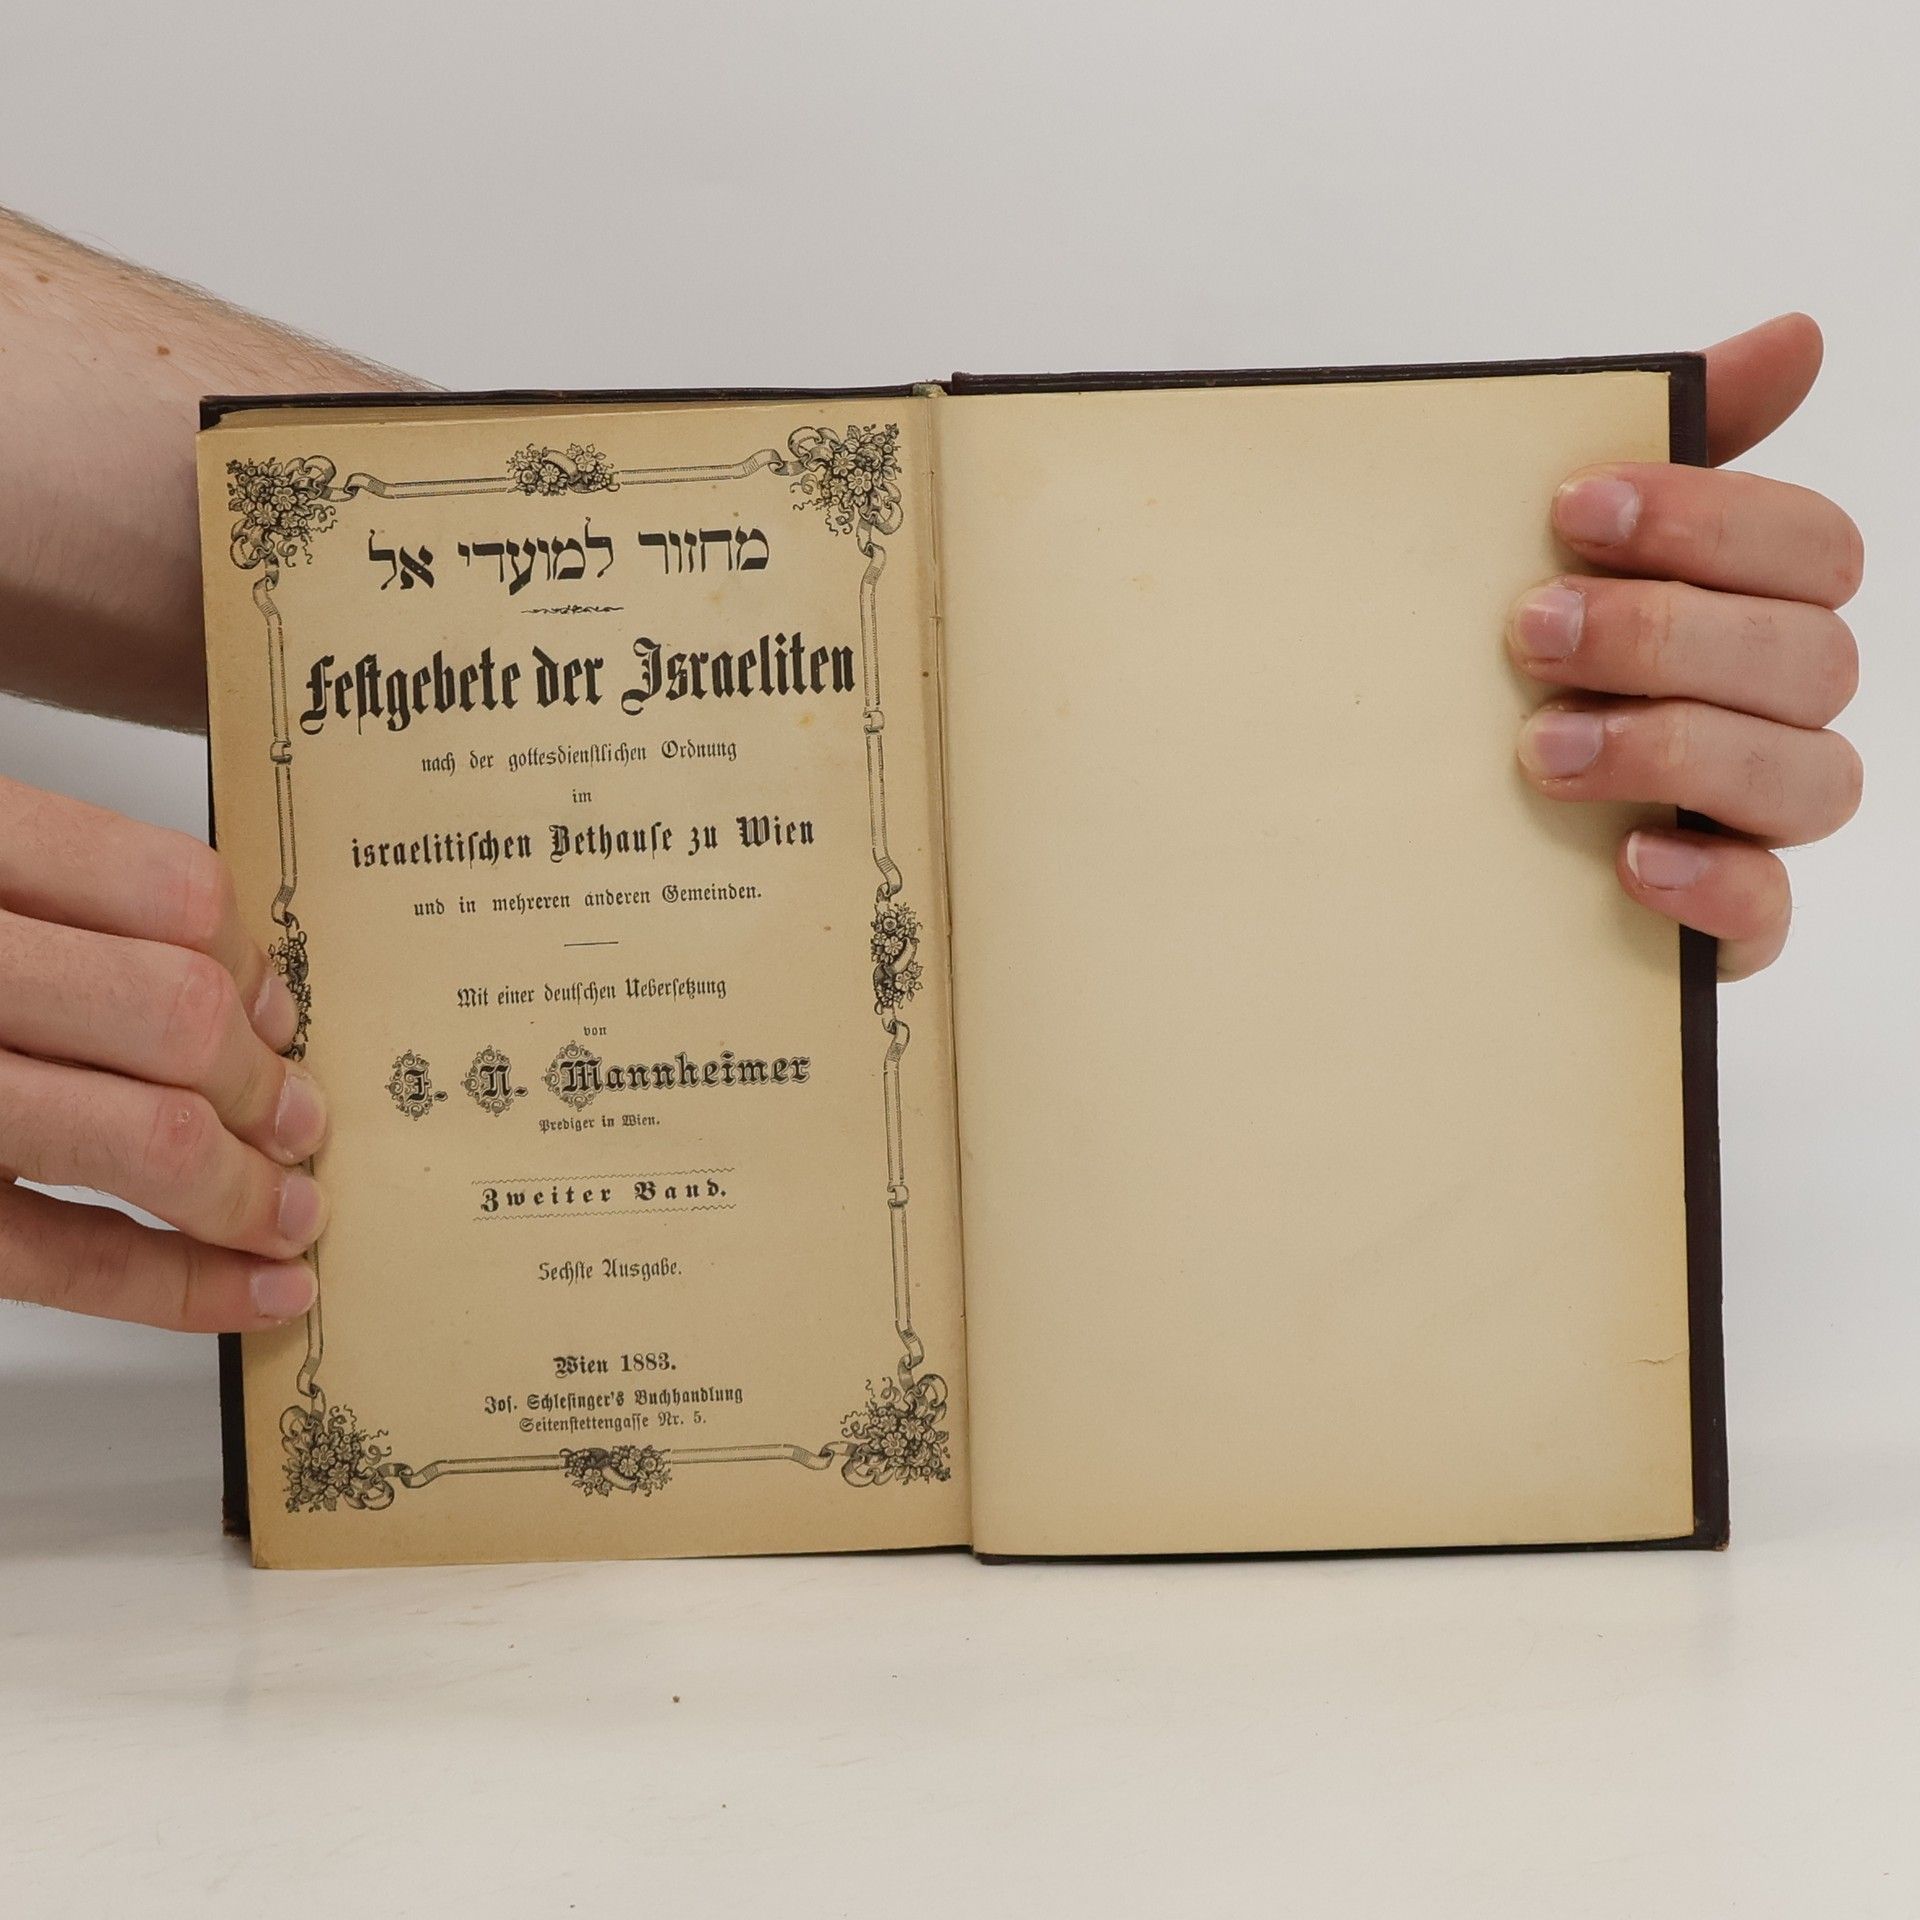 מחזור למועדי אל
Festgebete der Israeliten
nach der gottesdienstlichen Ordnung
im
israelitischen Bethause zu Wien
und in mehreren anderen Gemeinden.
Mit einer deutschen Uebersetzung
von
I. N. Mannheimer
Prediger in Wien.
Zweiter Band.
Sechste Ausgabe.
Wien 1883.
Jos. Schlesinger's Buchhandlung
Seitenstettengasse Nr. 5.